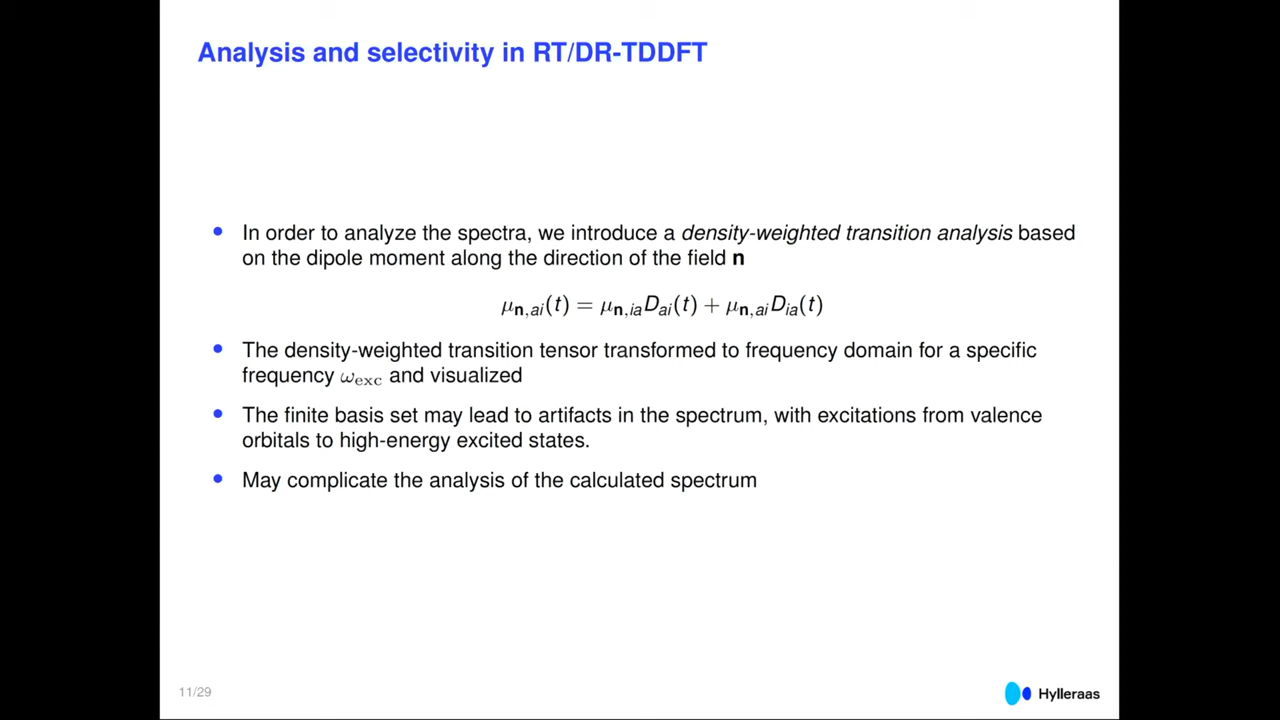 Analysis and selectivity in RT/DR-TDDFT
• In order to analyze the spectra, we introduce a density-weighted transition analysis based
on the dipole moment along the direction of the field n
μn,ai(t) = μn,iaDai(t) + μn,aiDia(t)
• The density-weighted transition tensor transformed to frequency domain for a specific
frequency ωexc and visualized
• The finite basis set may lead to artifacts in the spectrum, with excitations from valence
orbitals to high-energy excited states.
• May complicate the analysis of the calculated spectrum
11/29
Hylleraas